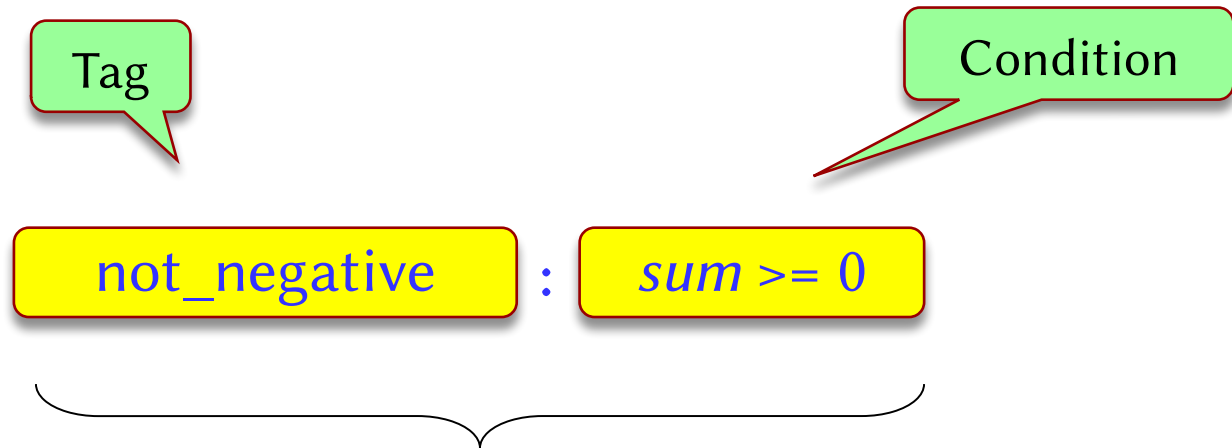 Tag
Condition
not_negative : sum >= 0